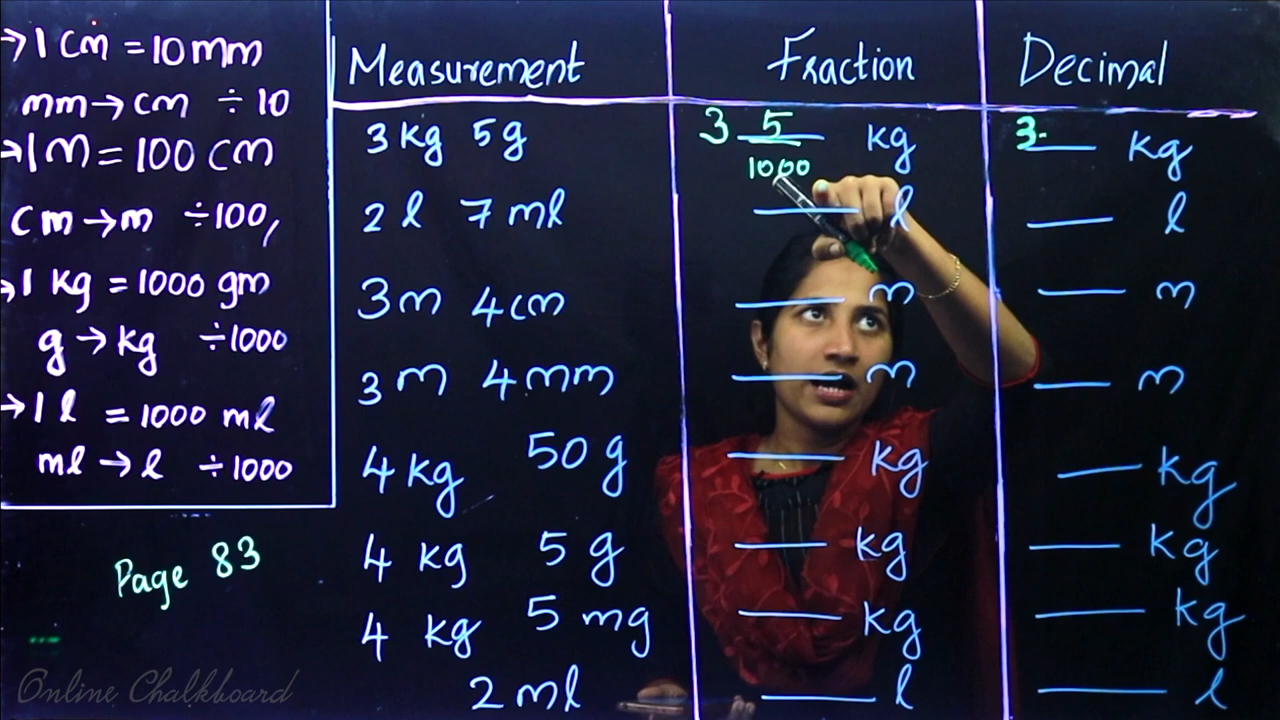 → 1 cm = 10 mm
mm → cm ÷ 10
→ 1 m = 100 cm
cm → m ÷ 100,
→ 1 kg = 1000 gm
g → kg ÷ 1000
→ 1 l = 1000 ml
ml → l ÷ 1000
Page 83
Online Chalkboard
Measurement Fraction Decimal
3 kg 5 g 3 5/1000 kg 3. kg
2 l 7 ml l l
3 m 4 cm m m
3 m 4 mm m m
4 kg 50 g kg kg
4 kg 5 g kg kg
4 kg 5 mg kg kg
2 ml l l